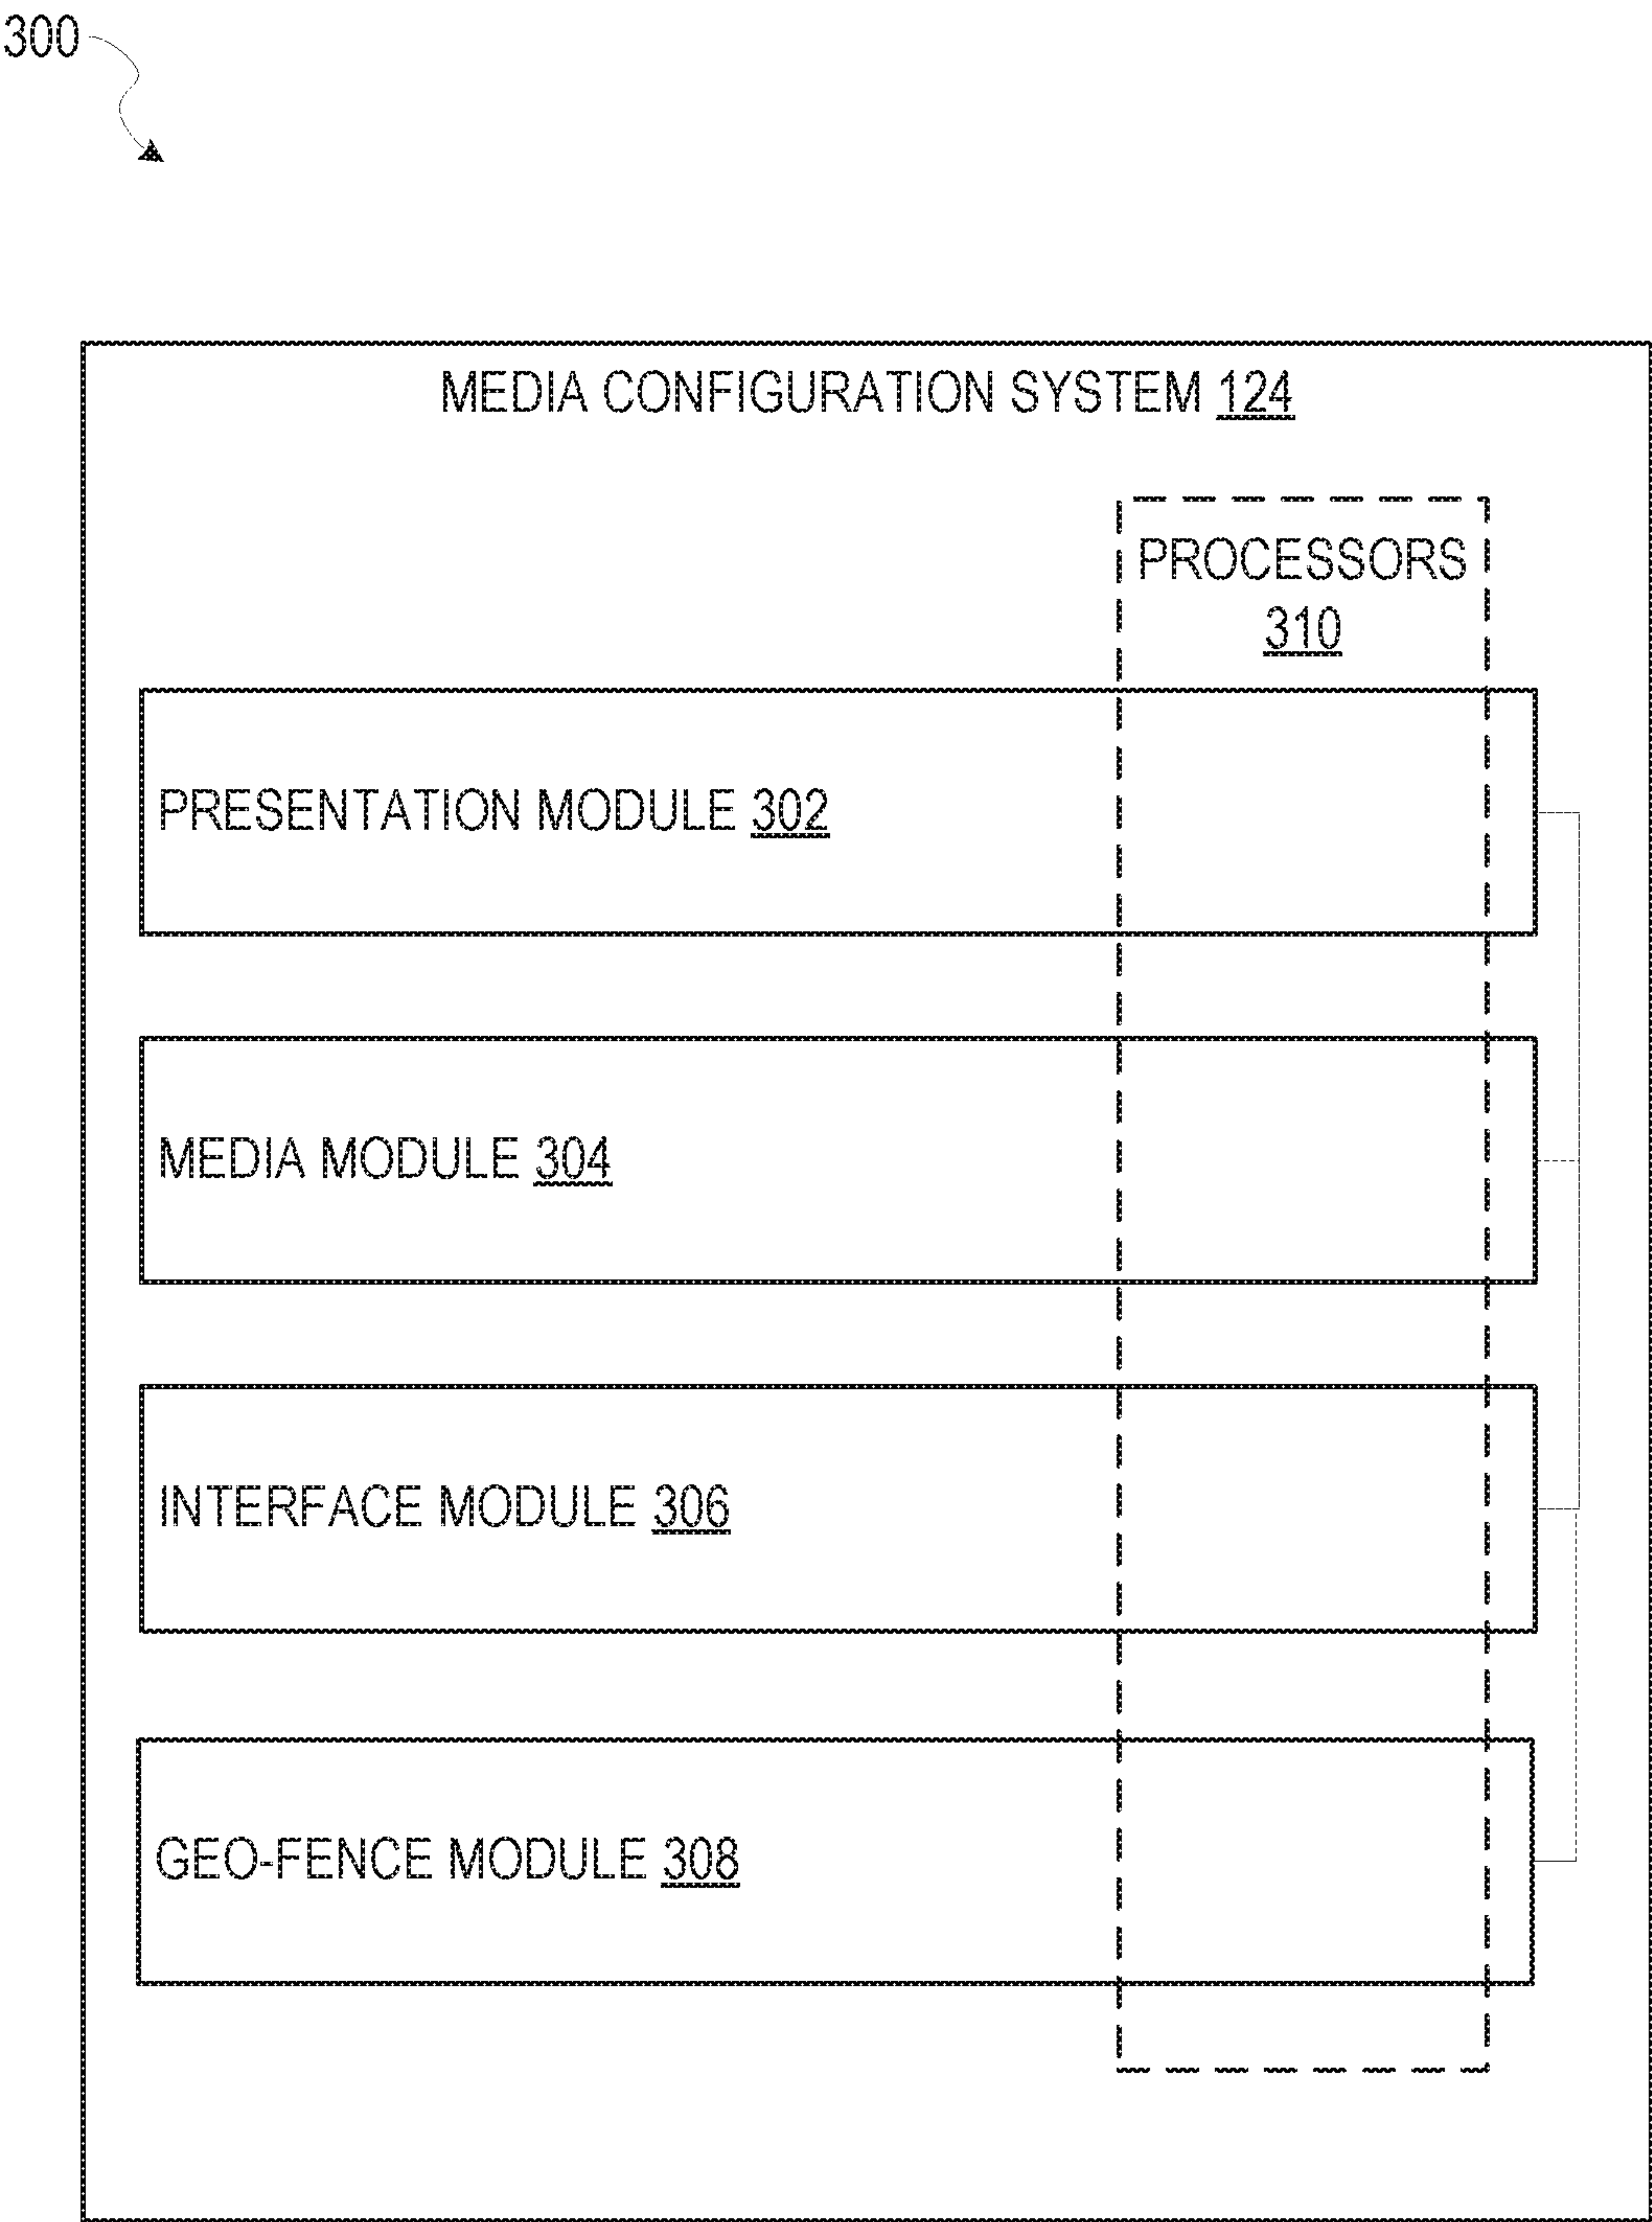 300
MEDIA CONFIGURATION SYSTEM 124
PROCESSORS
310
PRESENTATION MODULE 302
MEDIA MODULE 304
INTERFACE MODULE 306
GEO-FENCE MODULE 308